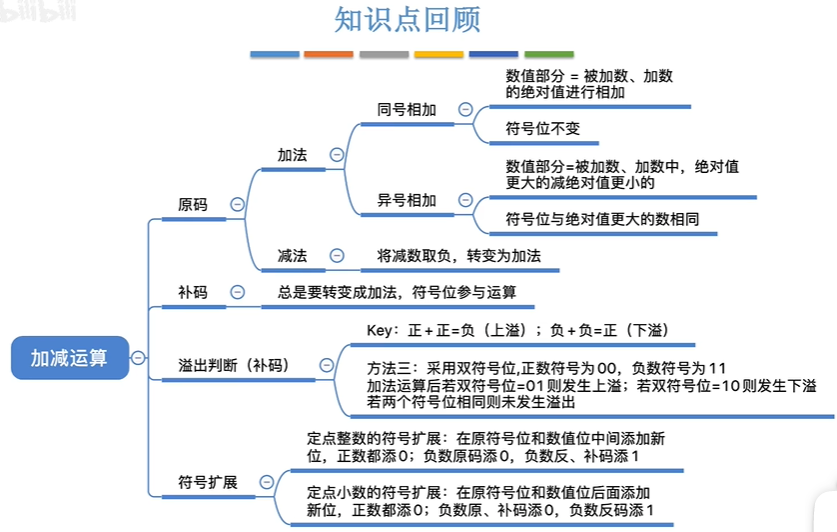 bilibili
知识点回顾
数值部分 = 被加数、加数
的绝对值进行相加
同号相加
符号位不变
加法
数值部分=被加数、加数中，绝对值
更大的减绝对值更小的
异号相加
符号位与绝对值更大的数相同
原码
减法
将减数取负，转变为加法
补码
总是要转变成加法，符号位参与运算
加减运算
Key：正+正=负（上溢）；负+负=正（下溢）
溢出判断（补码）
方法三：采用双符号位,正数符号为00，负数符号为11
加法运算后若双符号位=01则发生上溢；若双符号位=10则发生下溢
若两个符号位相同则未发生溢出
定点整数的符号扩展：在原符号位和数值位中间添加新
位，正数都添0；负数原码添0，负数反、补码添1
符号扩展
定点小数的符号扩展：在原符号位和数值位后面添加
新位，正数都添0；负数原、补码添0，负数反码添1